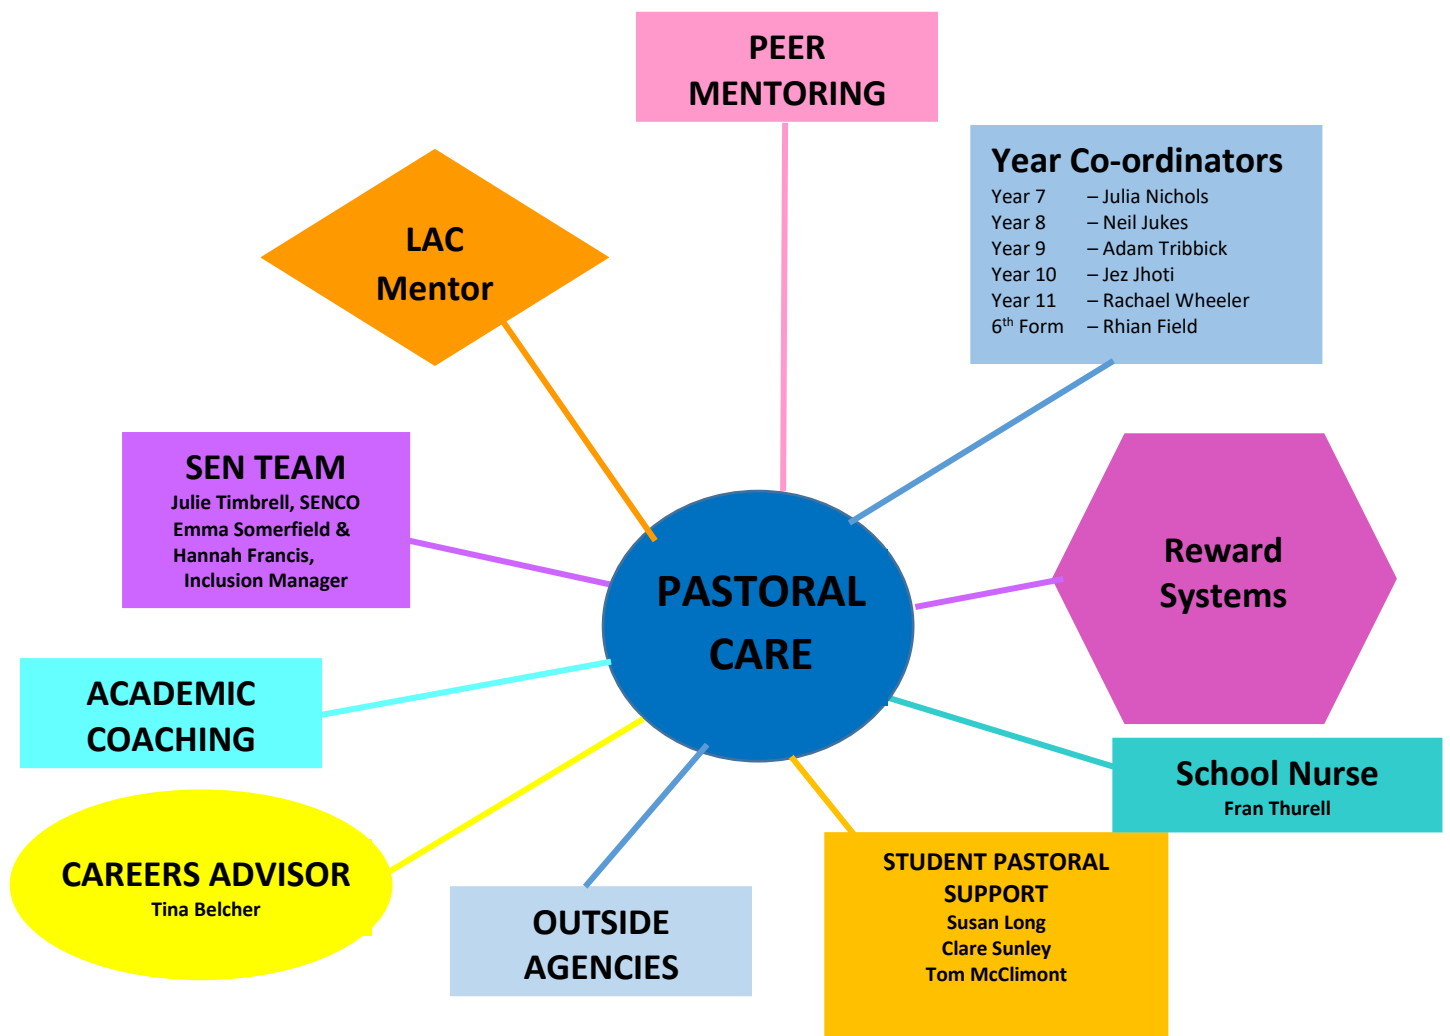 PEER
MENTORING
Year Co-ordinators
Year 7 – Julia Nichols
Year 8 – Neil Jukes
Year 9 – Adam Tribbick
Year 10 – Jez Jhoti
Year 11 – Rachael Wheeler
6th Form – Rhian Field
LAC
Mentor
SEN TEAM
Julie Timbrell, SENCO
Emma Somerfield &
Hannah Francis,
Inclusion Manager
Reward
Systems
PASTORAL
CARE
ACADEMIC
COACHING
School Nurse
Fran Thurell
CAREERS ADVISOR
Tina Belcher
OUTSIDE
AGENCIES
STUDENT PASTORAL
SUPPORT
Susan Long
Clare Sunley
Tom McClimont